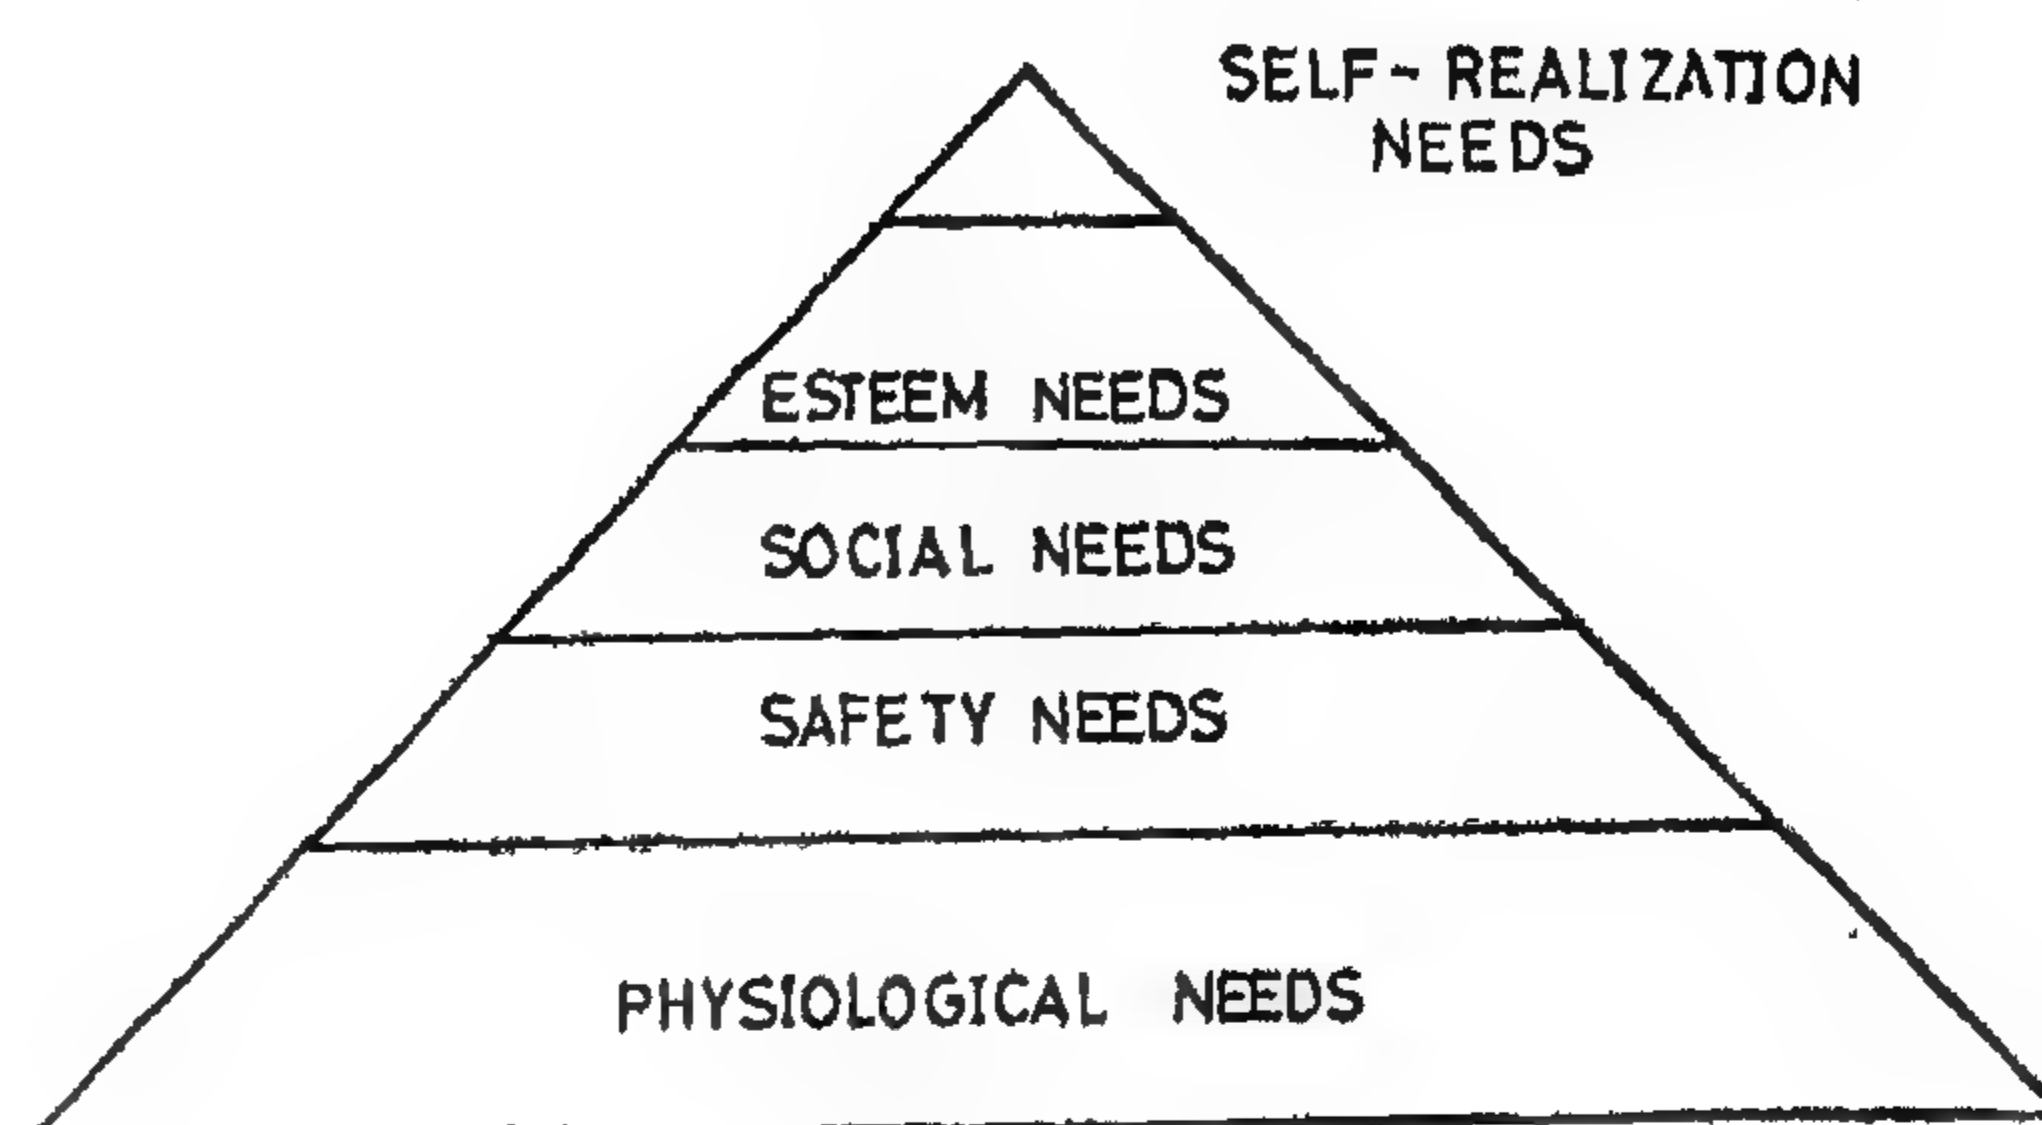 SELF-REALIZATION
NEEDS
ESTEEM NEEDS
SOCIAL NEEDS
SAFETY NEEDS
PHYSIOLOGICAL NEEDS